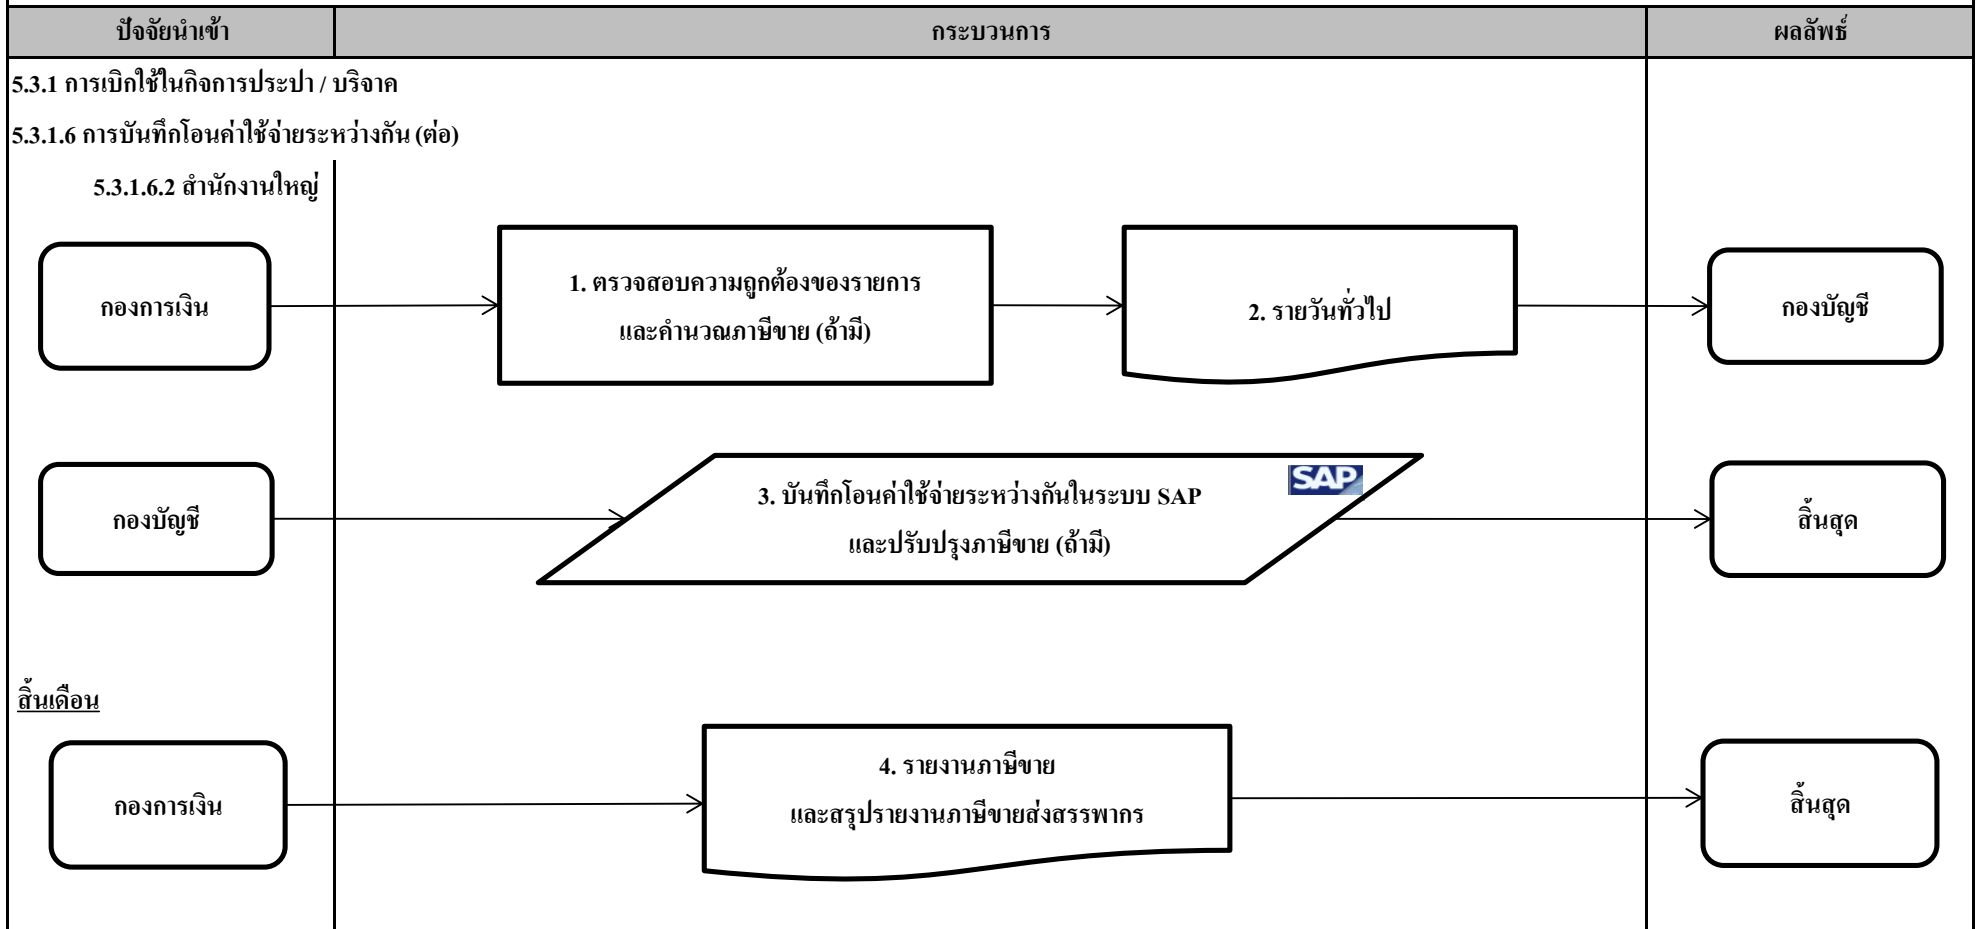 ปัจจัยนำเข้า
กระบวนการ
ผลลัพธ์
5.3.1 การเบิกใช้ในกิจการประปา / บริจาค
5.3.1.6 การบันทึกโอนค่าใช้จ่ายระหว่างกัน (ต่อ)
5.3.1.6.2 สำนักงานใหญ่
กองการเงิน
1. ตรวจสอบความถูกต้องของรายการ
และคำนวณภาษีขาย (ถ้ามี)
2. รายวันทั่วไป
กองบัญชี
กองบัญชี
3. บันทึกโอนค่าใช้จ่ายระหว่างกันในระบบ SAP
และปรับปรุงภาษีขาย (ถ้ามี)
SAP
สิ้นสุด
สิ้นเดือน
กองการเงิน
4. รายงานภาษีขาย
และสรุปรายงานภาษีขายส่งสรรพากร
สิ้นสุด